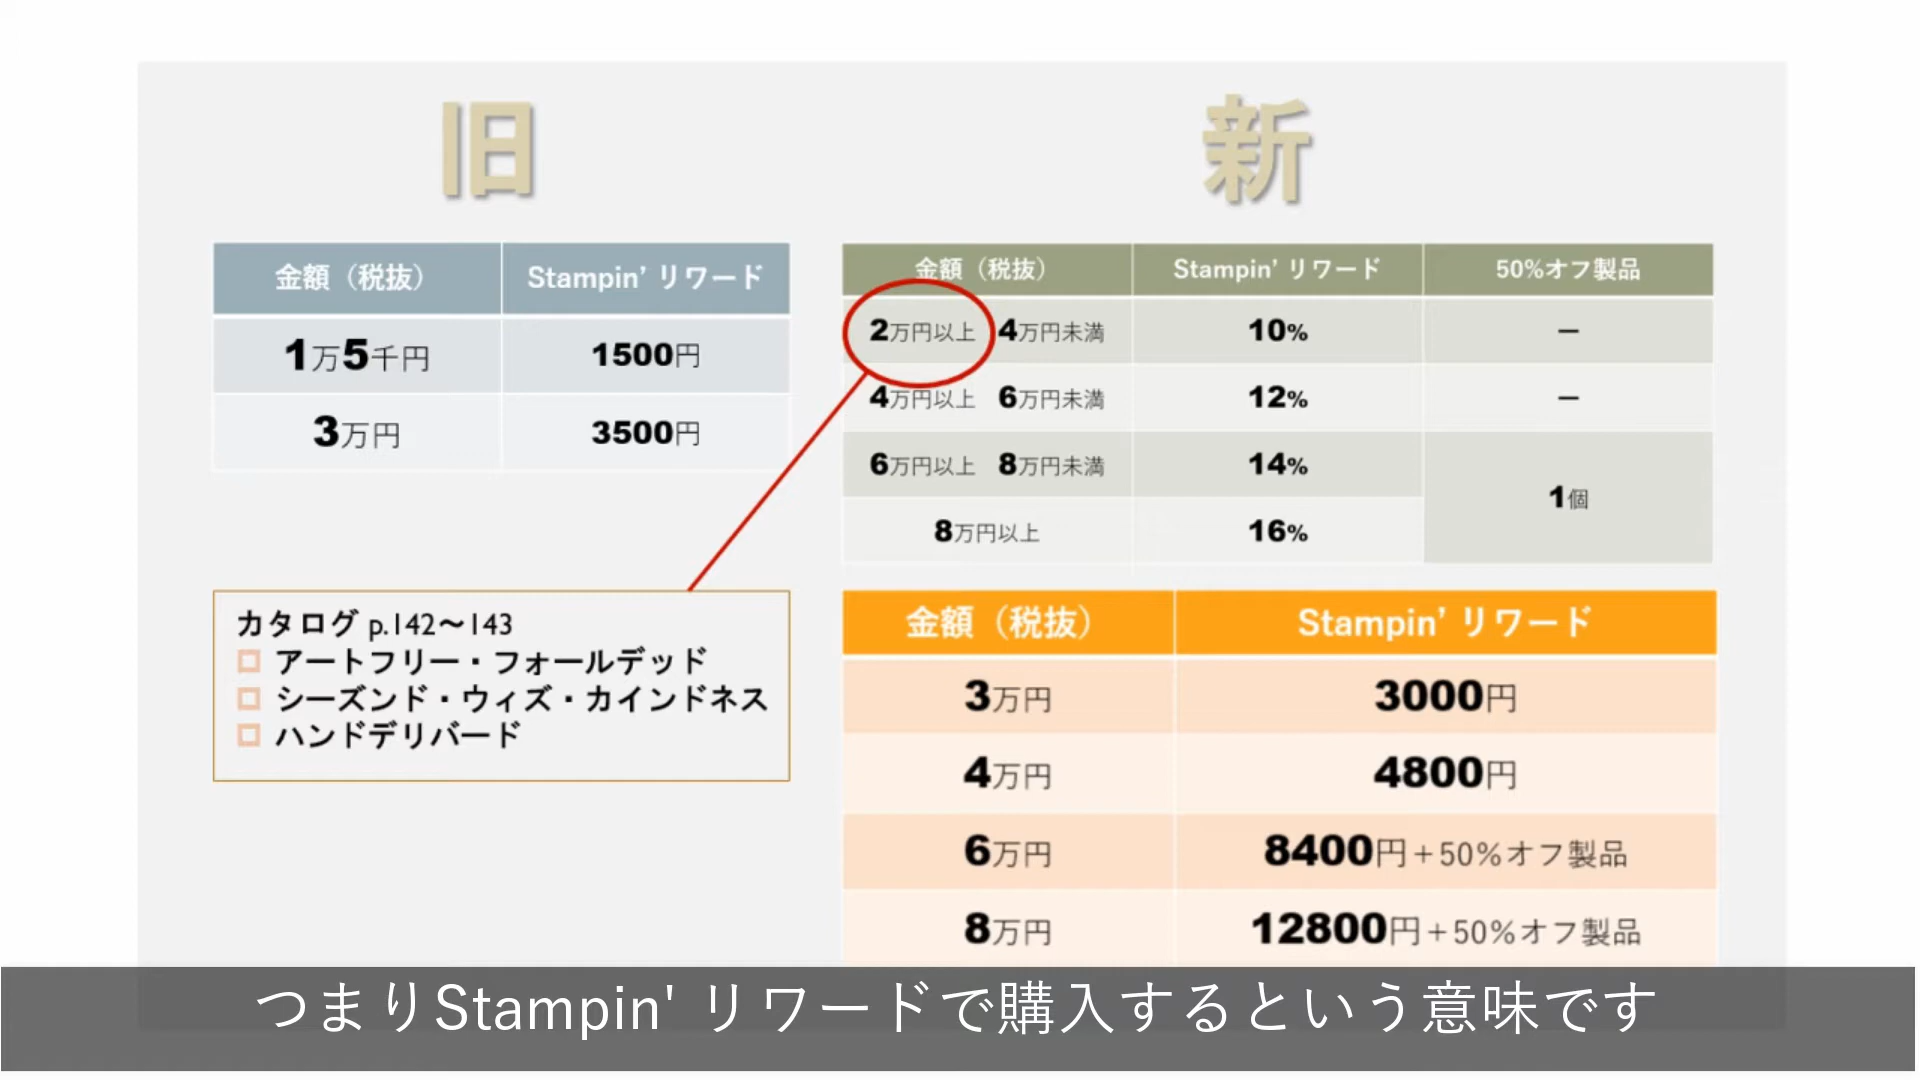 旧
新
金額（税抜） Stampin’ リワード
1万5千円 1500円
3万円 3500円
金額（税抜） Stampin’ リワード 50%オフ製品
2万円以上 4万円未満 10% ー
4万円以上 6万円未満 12% ー
6万円以上 8万円未満 14% 1個
8万円以上 16%
カタログ p.142～143
アートフリー・フォールデッド
シーズンド・ウィズ・カインドネス
ハンドデリバード
金額（税抜） Stampin’ リワード
3万円 3000円
4万円 4800円
6万円 8400円＋50%オフ製品
8万円 12800円＋50%オフ製品
つまりStampin' リワードで購入するという意味です